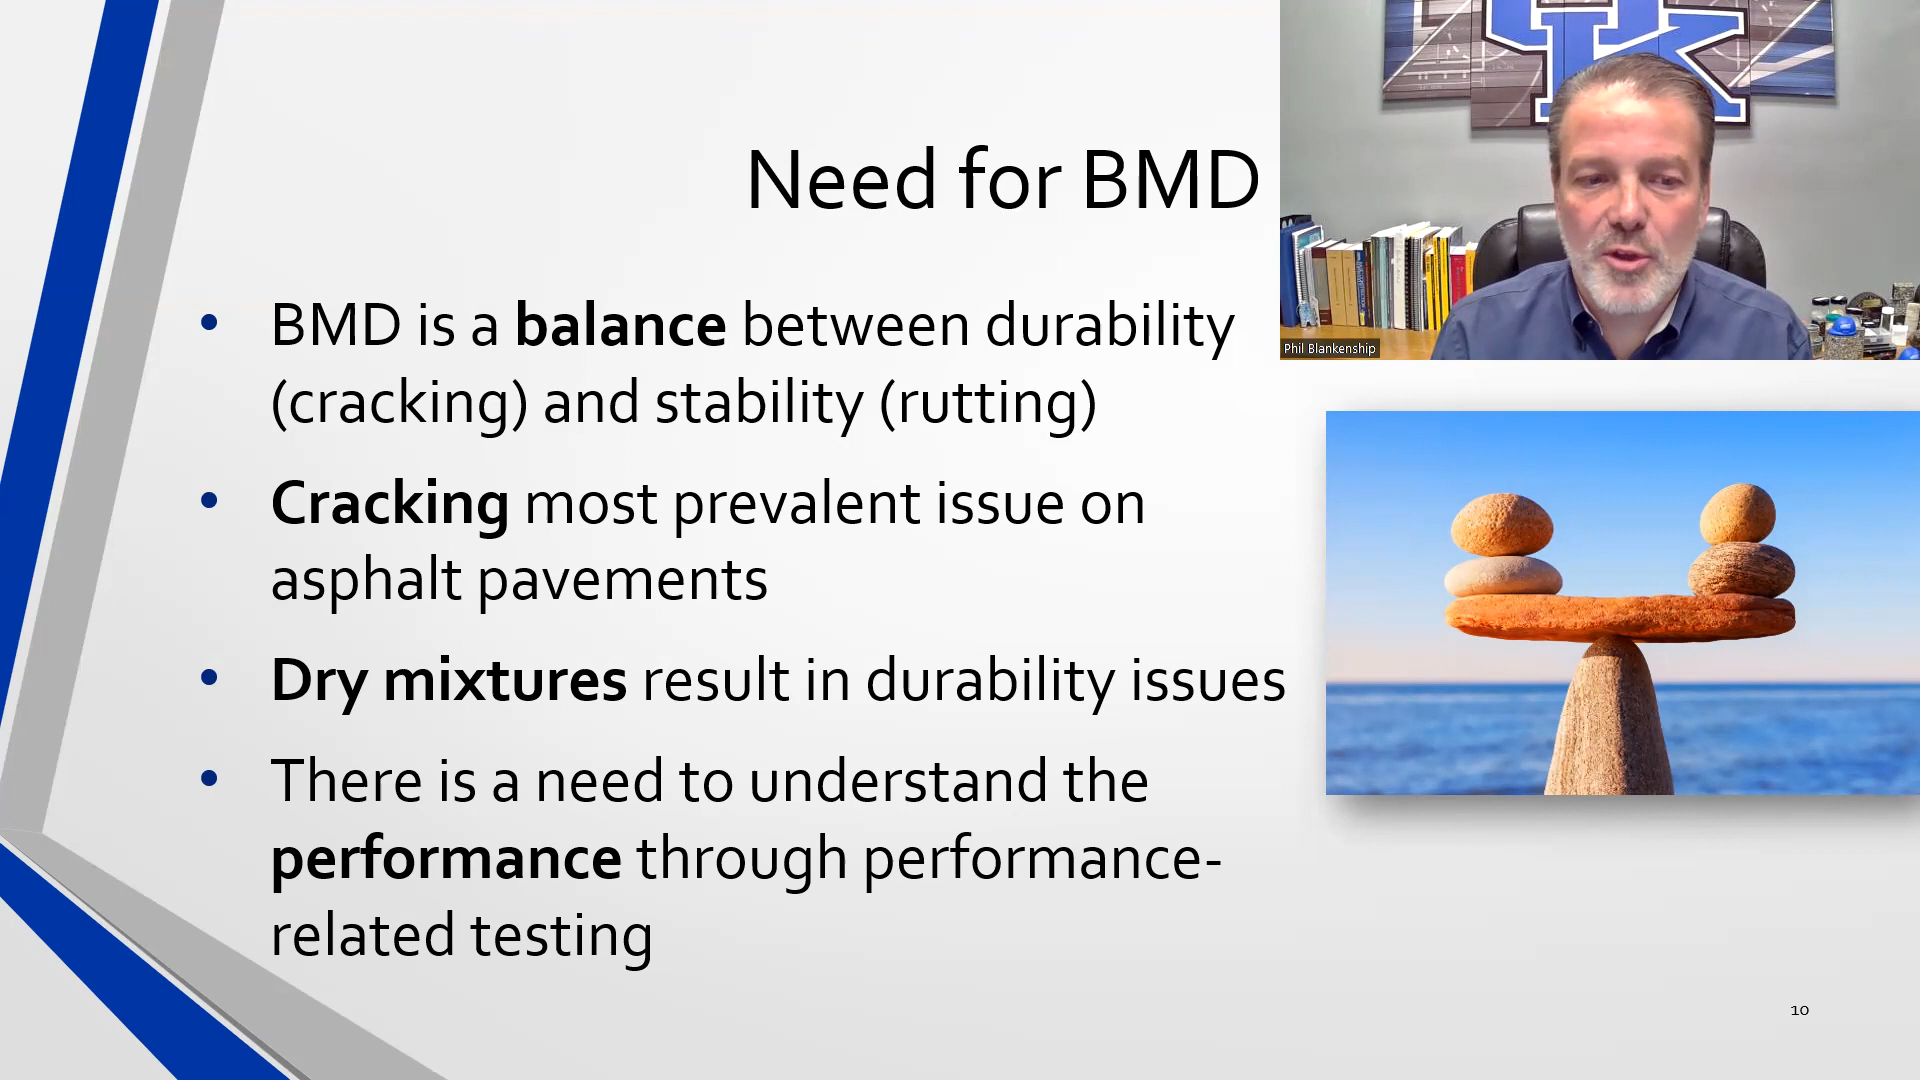 Need for BMD
• BMD is a balance between durability
(cracking) and stability (rutting)
• Cracking most prevalent issue on
asphalt pavements
• Dry mixtures result in durability issues
• There is a need to understand the
performance through performance-
related testing
UK
Phil Blankenship
10